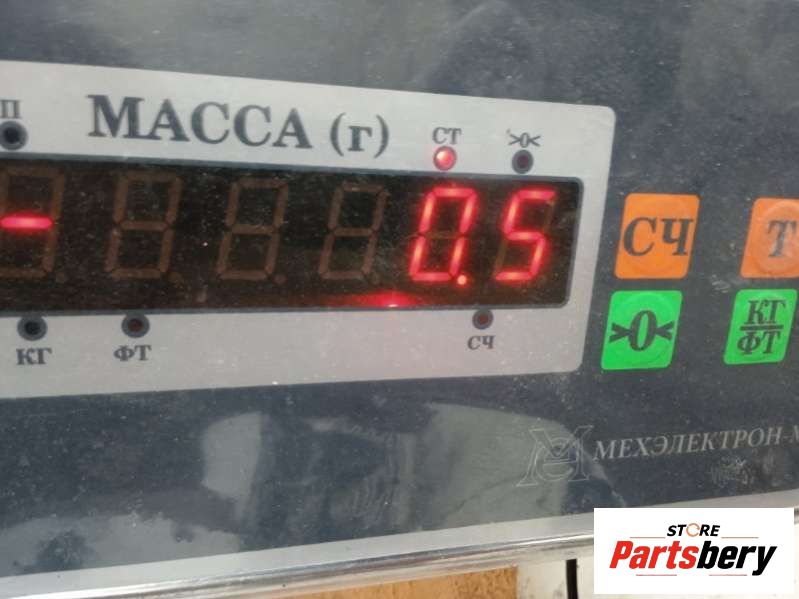 П
МАССА (г)
СТ
>0<
-0.5
СЧ
Т
>0<
КГ
ФТ
КГ
ФТ
СЧ
МЕХЭЛЕКТРОН-М
STORE
Partsbery